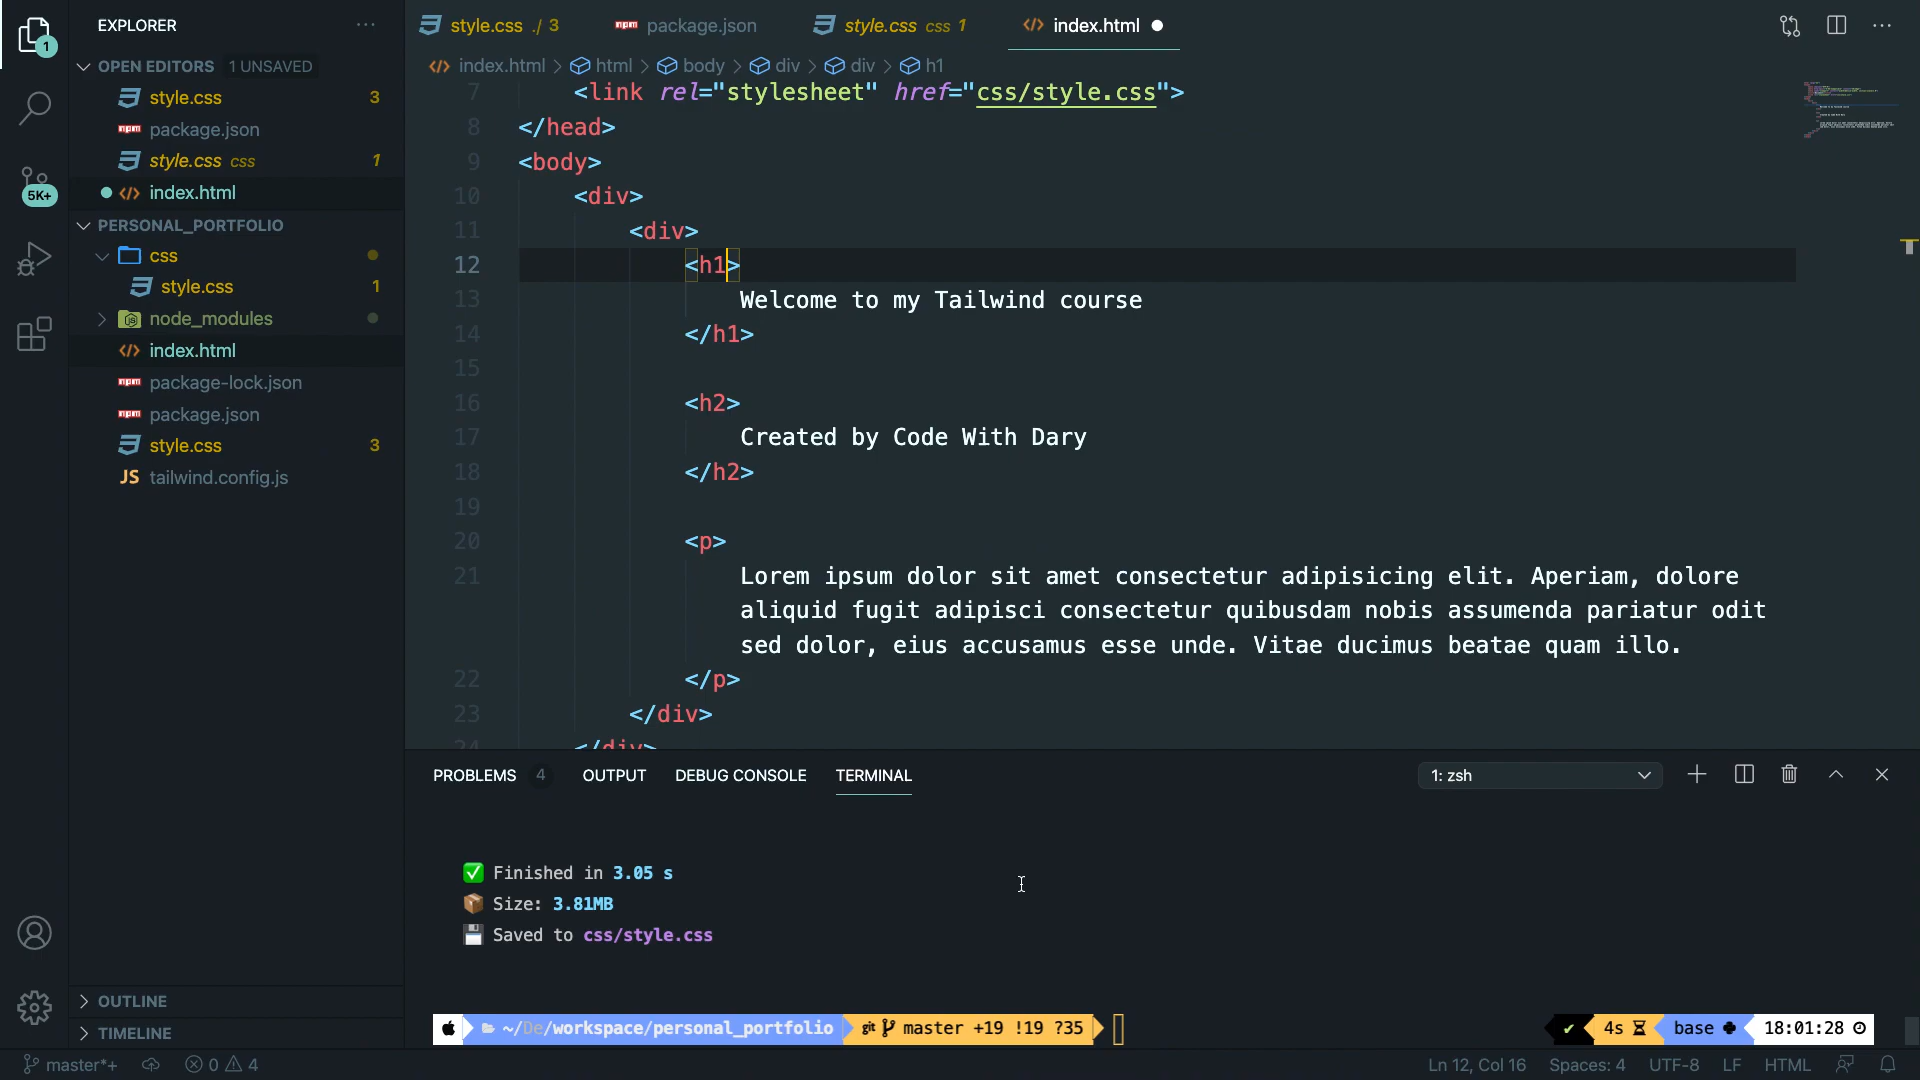 EXPLORER
OPEN EDITORS 1 UNSAVED
style.css 3
package.json
style.css css 1
index.html
PERSONAL_PORTFOLIO
css
style.css 1
node_modules
index.html
package-lock.json
package.json
style.css 3
JS tailwind.config.js
OUTLINE
TIMELINE
1
5K+
style.css ./ 3
package.json
style.css css 1
index.html
index.html > html > body > div > div > h1
7 <link rel="stylesheet" href="css/style.css">
8 </head>
9 <body>
10 <div>
11 <div>
12 <h1>
13 Welcome to my Tailwind course
14 </h1>
15
16 <h2>
17 Created by Code With Dary
18 </h2>
19
20 <p>
21 Lorem ipsum dolor sit amet consectetur adipisicing elit. Aperiam, dolore
aliquid fugit adipisci consectetur quibusdam nobis assumenda pariatur odit
sed dolor, eius accusamus esse unde. Vitae ducimus beatae quam illo.
22 </p>
23 </div>
24 </div>
PROBLEMS 4 OUTPUT DEBUG CONSOLE TERMINAL 1: zsh
✅ Finished in 3.05 s
📦 Size: 3.81MB
💾 Saved to css/style.css
~/De/workspace/personal_portfolio git master +19 !19 ?35 ✔ 4s base 18:01:28
master*+ 0 4 Ln 12, Col 16 Spaces: 4 UTF-8 LF HTML